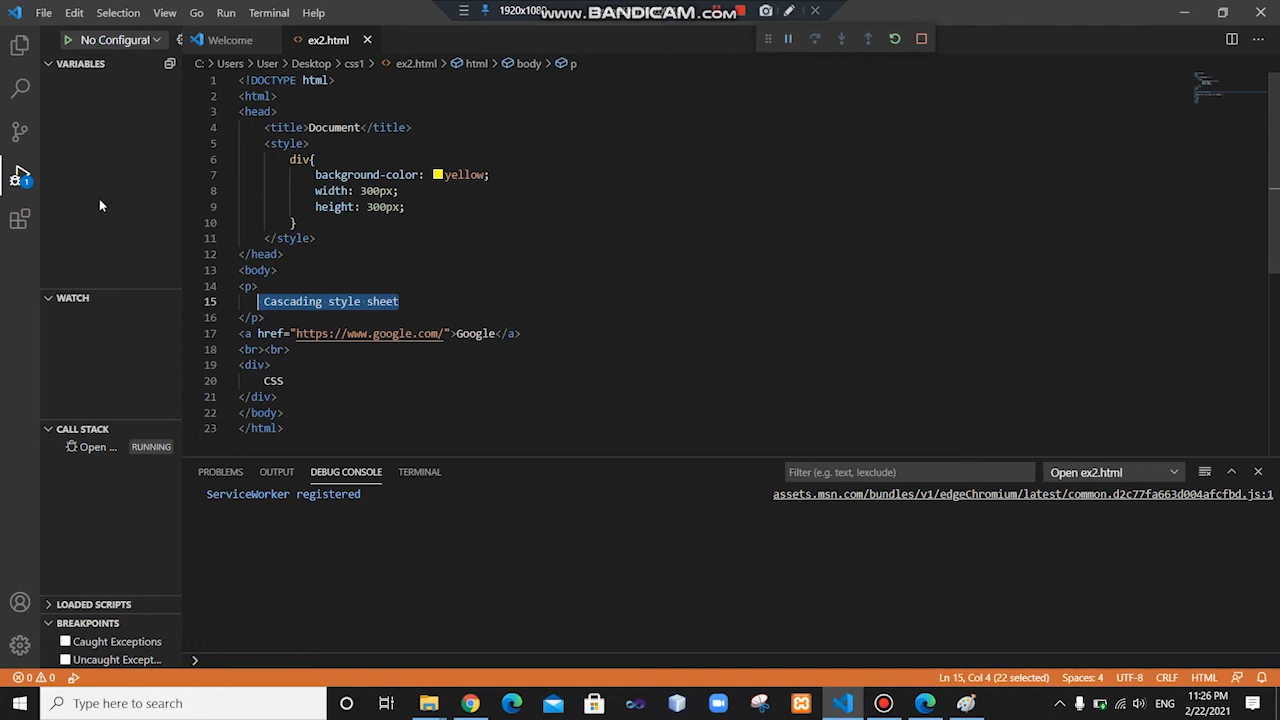 File Edit Selection View Go Run Terminal Help
1920x1080
www.BANDICAM.com
No Configurat
Welcome
ex2.html
VARIABLES
C: > Users > User > Desktop > css1 > ex2.html > html > body > p
1 <!DOCTYPE html>
2 <html>
3 <head>
4 <title>Document</title>
5 <style>
6 div{
7 background-color: yellow;
8 width: 300px;
9 height: 300px;
10 }
11 </style>
12 </head>
13 <body>
14 <p>
15 Cascading style sheet
16 </p>
17 <a href="https://www.google.com/">Google</a>
18 <br><br>
19 <div>
20 CSS
21 </div>
22 </body>
23 </html>
1
WATCH
CALL STACK
Open ... RUNNING
PROBLEMS OUTPUT DEBUG CONSOLE TERMINAL
Filter (e.g. text, !exclude)
Open ex2.html
ServiceWorker registered
assets.msn.com/bundles/v1/edgeChromium/latest/common.d2c77fa663d004afcfbd.js:1
LOADED SCRIPTS
BREAKPOINTS
Caught Exceptions
Uncaught Except...
0 0
Ln 15, Col 4 (22 selected) Spaces: 4 UTF-8 CRLF HTML
Type here to search
ENG
11:26 PM
2/22/2021